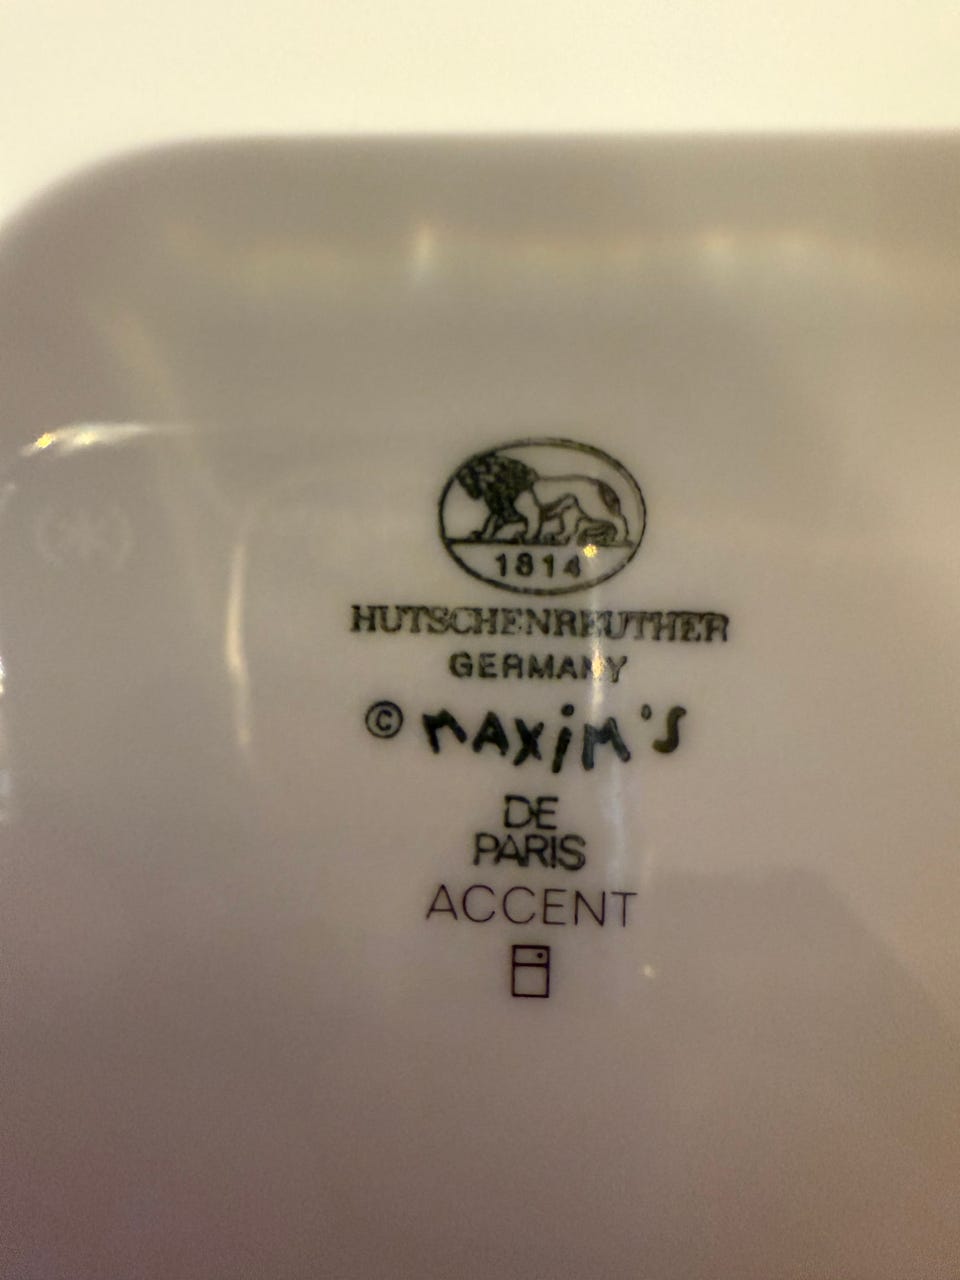 1814
HUTSCHENREUTHER
GERMANY
© MAXiM'S
DE
PARIS
ACCENT